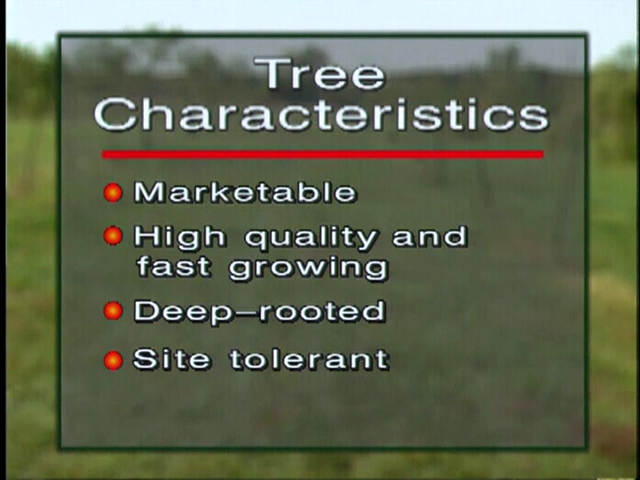 Tree
Characteristics
Marketable
High quality and
fast growing
Deep-rooted
Site tolerant